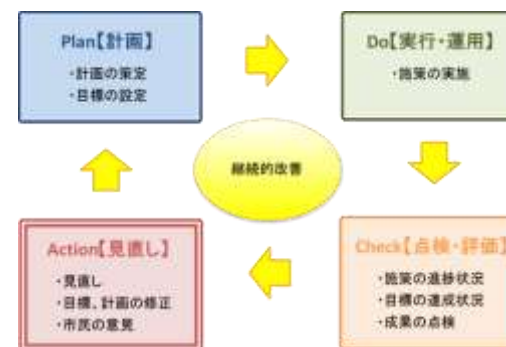 Plan【計画】
・計画の策定
・目標の設定
Do【実行・運用】
・施策の実施
継続的改善
Action【見直し】
・見直し
・目標、計画の修正
・市民の意見
Check【点検・評価】
・施策の進捗状況
・目標の達成状況
・成果の点検